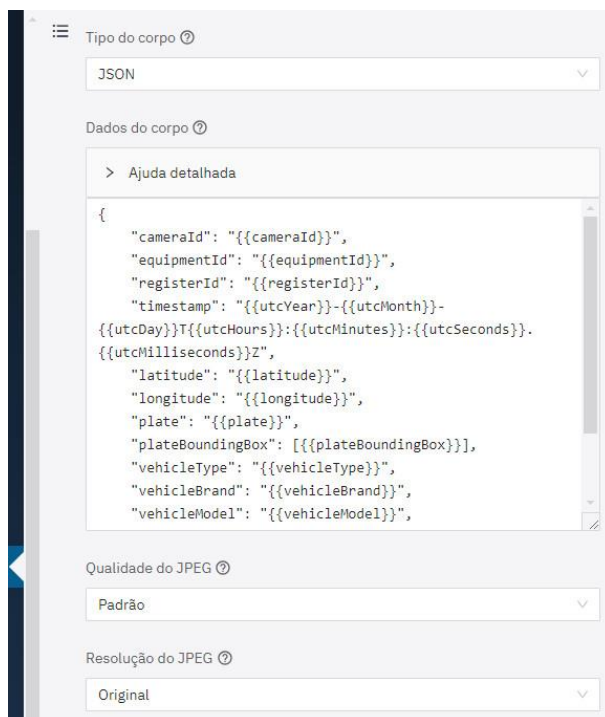 Tipo do corpo
JSON
Dados do corpo
Ajuda detalhada
{
    "cameraId": "{{cameraId}}",
    "equipmentId": "{{equipmentId}}",
    "registerId": "{{registerId}}",
    "timestamp": "{{utcYear}}-{{utcMonth}}-
{{utcDay}}T{{utcHours}}:{{utcMinutes}}:{{utcSeconds}}.
{{utcMilliseconds}}Z",
    "latitude": "{{latitude}}",
    "longitude": "{{longitude}}",
    "plate": "{{plate}}",
    "plateBoundingBox": [{{plateBoundingBox}}],
    "vehicleType": "{{vehicleType}}",
    "vehicleBrand": "{{vehicleBrand}}",
    "vehicleModel": "{{vehicleModel}}",
Qualidade do JPEG
Padrão
Resolução do JPEG
Original